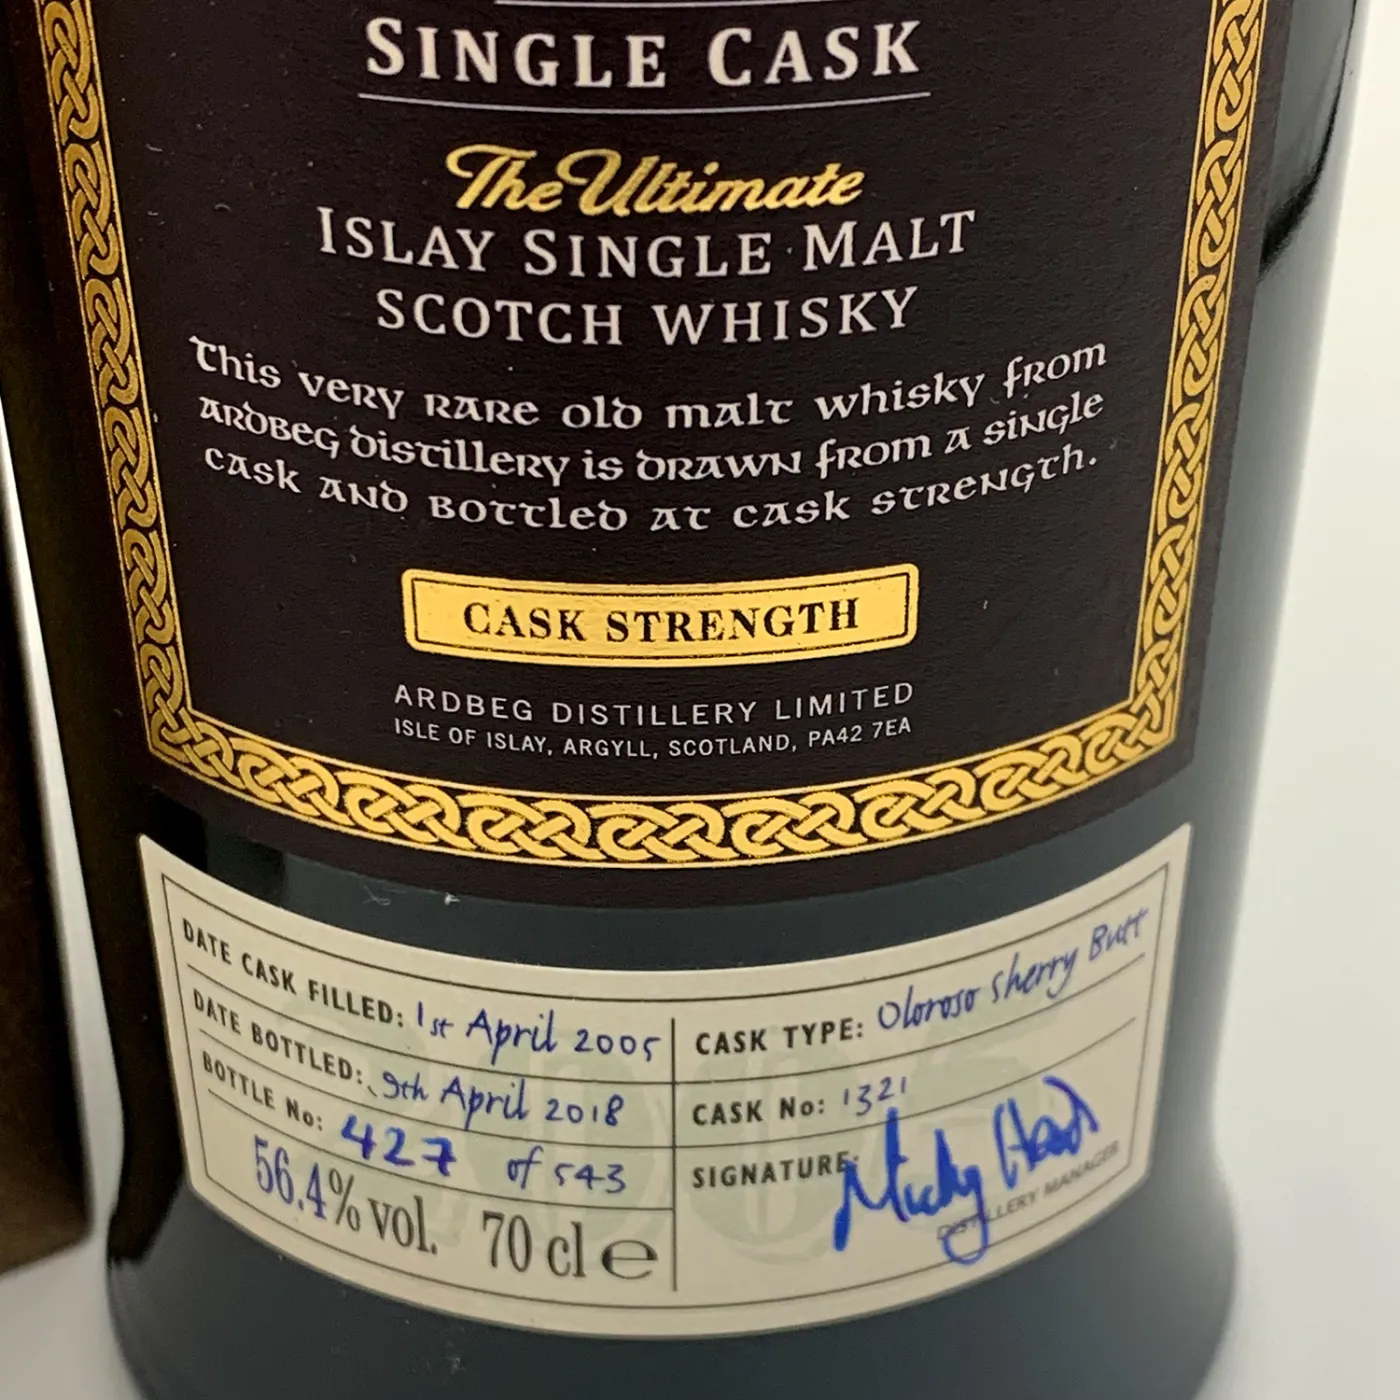 SINGLE CASK
The Ultimate
ISLAY SINGLE MALT
SCOTCH WHISKY
This very rare old malt whisky from
Ardbeg distillery is drawn from a single
cask and bottled at cask strength.
CASK STRENGTH
ARDBEG DISTILLERY LIMITED
ISLE OF ISLAY, ARGYLL, SCOTLAND, PA42 7EA
DATE CASK FILLED: 1st April 2005
DATE BOTTLED: 9th April 2018
BOTTLE No: 427 of 543
56.4% vol. 70 cl e
CASK TYPE: Oloroso Sherry Butt
CASK No: 1321
SIGNATURE: Micky Heads
DISTILLERY MANAGER